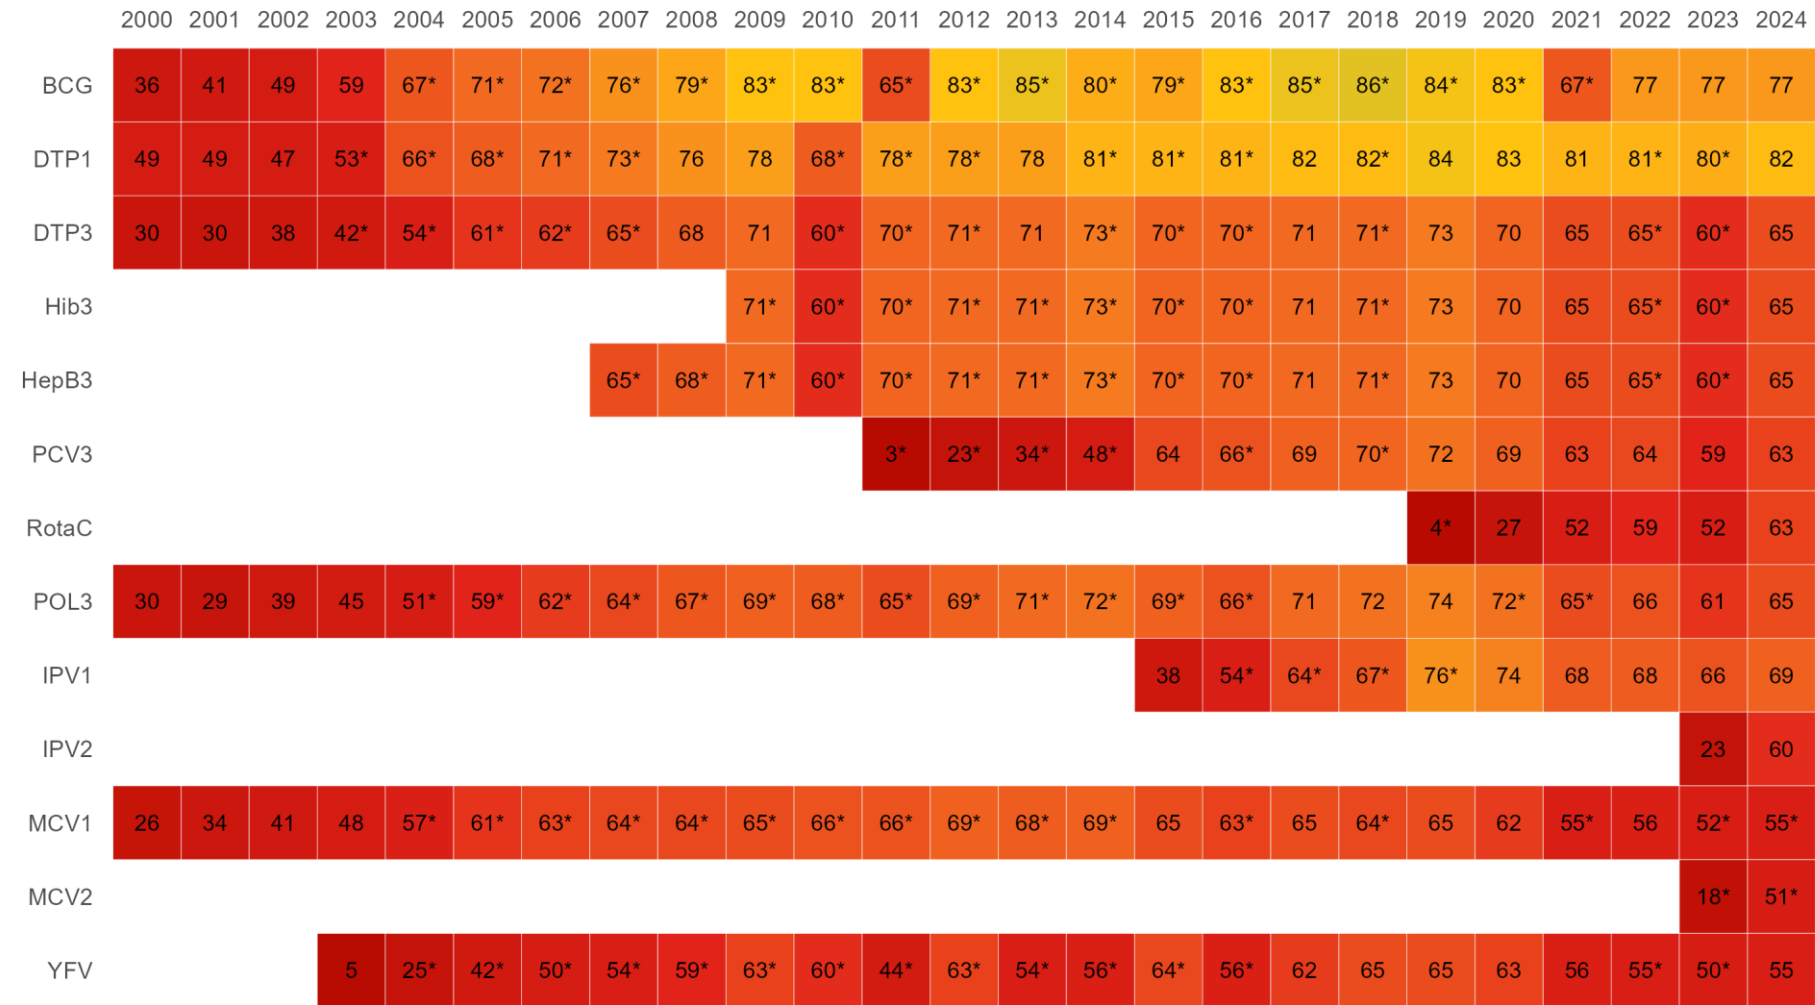 2000 2001 2002 2003 2004 2005 2006 2007 2008 2009 2010 2011 2012 2013 2014 2015 2016 2017 2018 2019 2020 2021 2022 2023 2024
BCG 36 41 49 59 67* 71* 72* 76* 79* 83* 83* 65* 83* 85* 80* 79* 83* 85* 86* 84* 83* 67* 77 77 77
DTP1 49 49 47 53* 66* 68* 71* 73* 76 78 68* 78* 78* 78 81* 81* 81* 82 82* 84 83 81 81* 80* 82
DTP3 30 30 38 42* 54* 61* 62* 65* 68 71 60* 70* 71* 71 73* 70* 70* 71 71* 73 70 65 65* 60* 65
Hib3 71* 60* 70* 71* 71* 73* 70* 70* 71 71* 73 70 65 65* 60* 65
HepB3 65* 68* 71* 60* 70* 71* 71* 73* 70* 70* 71 71* 73 70 65 65* 60* 65
PCV3 3* 23* 34* 48* 64 66* 69 70* 72 69 63 64 59 63
RotaC 4* 27 52 59 52 63
POL3 30 29 39 45 51* 59* 62* 64* 67* 69* 68* 65* 69* 71* 72* 69* 66* 71 72 74 72* 65* 66 61 65
IPV1 38 54* 64* 67* 76* 74 68 68 66 69
IPV2 23 60
MCV1 26 34 41 48 57* 61* 63* 64* 64* 65* 66* 66* 69* 68* 69* 65 63* 65 64* 65 62 55* 56 52* 55*
MCV2 18* 51*
YFV 5 25* 42* 50* 54* 59* 63* 60* 44* 63* 54* 56* 64* 56* 62 65 65 63 56 55* 50* 55